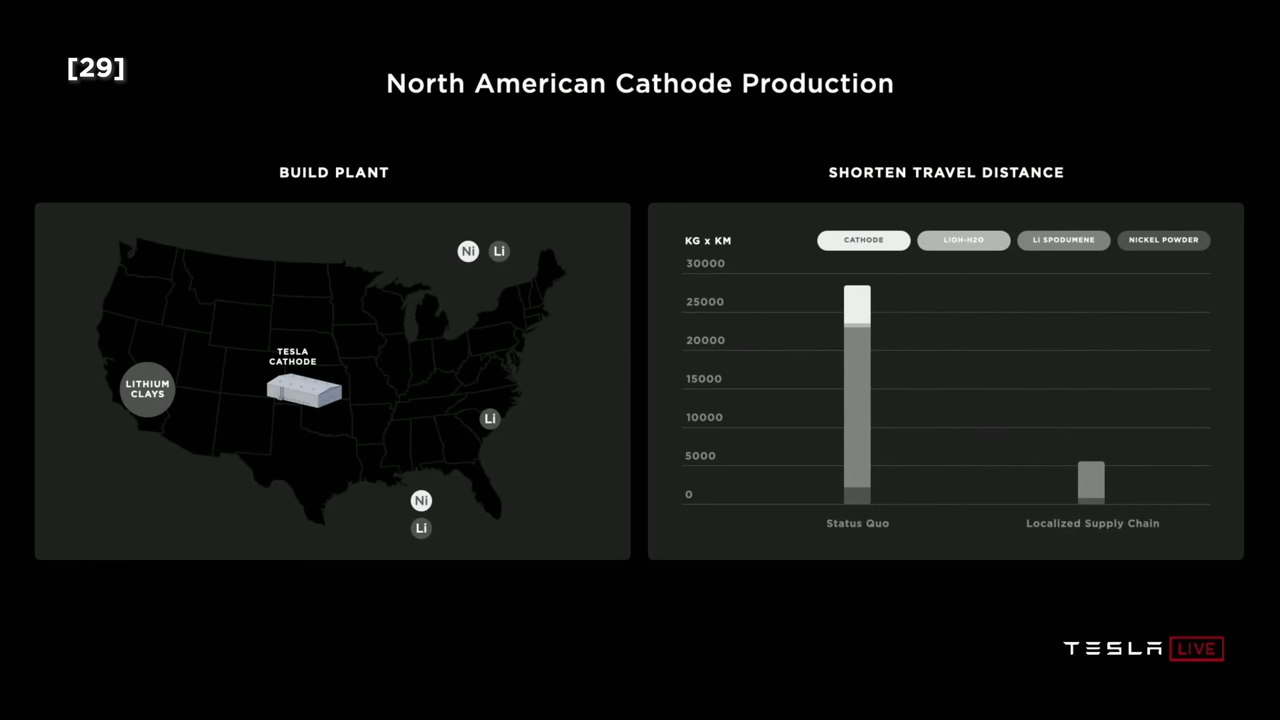 [29]
North American Cathode Production
BUILD PLANT
SHORTEN TRAVEL DISTANCE
Ni
Li
TESLA
CATHODE
LITHIUM
CLAYS
Li
Ni
Li
KG x KM
CATHODE
LiOH-H2O
Li SPODUMENE
NICKEL POWDER
30000
25000
20000
15000
10000
5000
0
Status Quo
Localized Supply Chain
TESLA LIVE